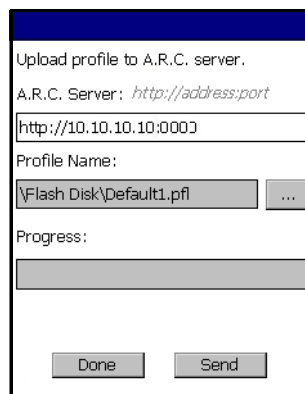 Upload profile to A.R.C. server.
A.R.C. Server: http://address:port
http://10.10.10.10:0000
Profile Name:
\Flash Disk\Default1.pfl
...
Progress:
Done Send